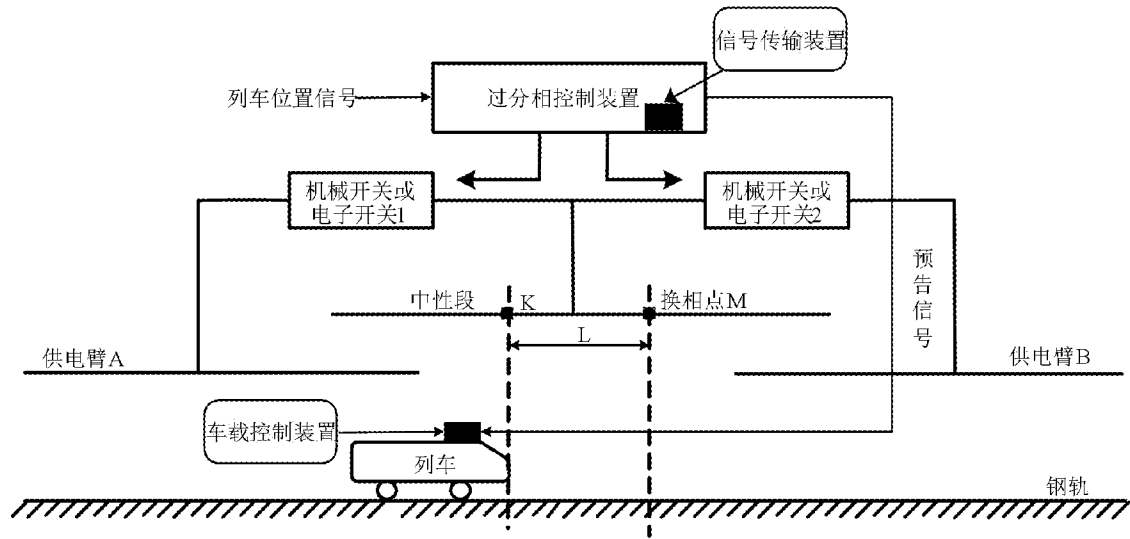 信号传输装置
列车位置信号
过分相控制装置
机械开关或
电子开关1
机械开关或
电子开关2
预告信号
中性段
K
换相点M
L
供电臂A
供电臂B
车载控制装置
列车
钢轨